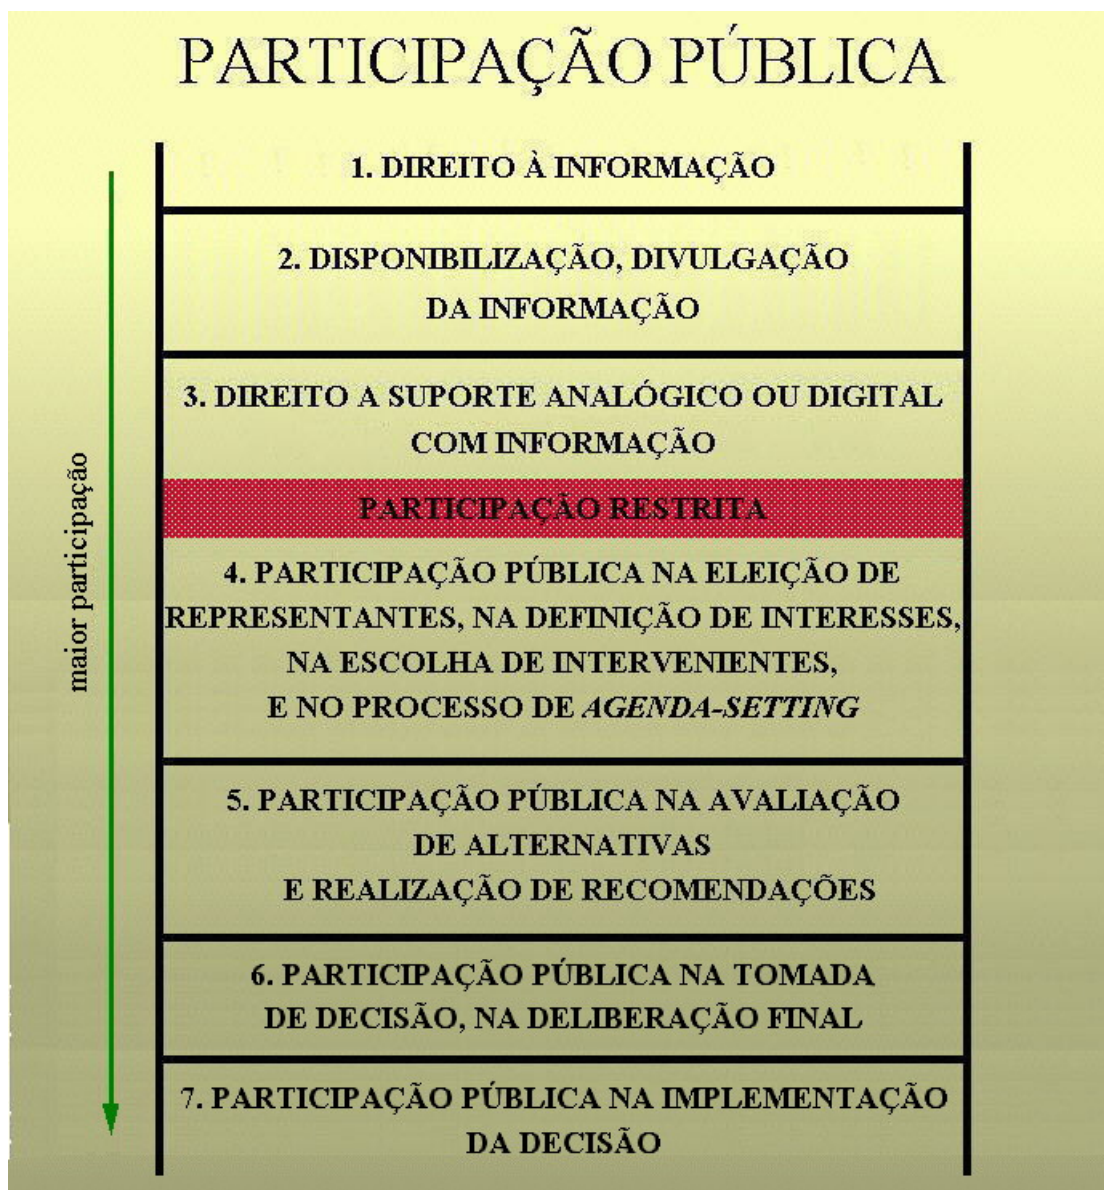 PARTICIPAÇÃO PÚBLICA
1. DIREITO À INFORMAÇÃO
2. DISPONIBILIZAÇÃO, DIVULGAÇÃO
DA INFORMAÇÃO
3. DIREITO A SUPORTE ANALÓGICO OU DIGITAL
COM INFORMAÇÃO
PARTICIPAÇÃO RESTRITA
4. PARTICIPAÇÃO PÚBLICA NA ELEIÇÃO DE
REPRESENTANTES, NA DEFINIÇÃO DE INTERESSES,
NA ESCOLHA DE INTERVENIENTES,
E NO PROCESSO DE AGENDA-SETTING
5. PARTICIPAÇÃO PÚBLICA NA AVALIAÇÃO
DE ALTERNATIVAS
E REALIZAÇÃO DE RECOMENDAÇÕES
6. PARTICIPAÇÃO PÚBLICA NA TOMADA
DE DECISÃO, NA DELIBERAÇÃO FINAL
7. PARTICIPAÇÃO PÚBLICA NA IMPLEMENTAÇÃO
DA DECISÃO
maior participação